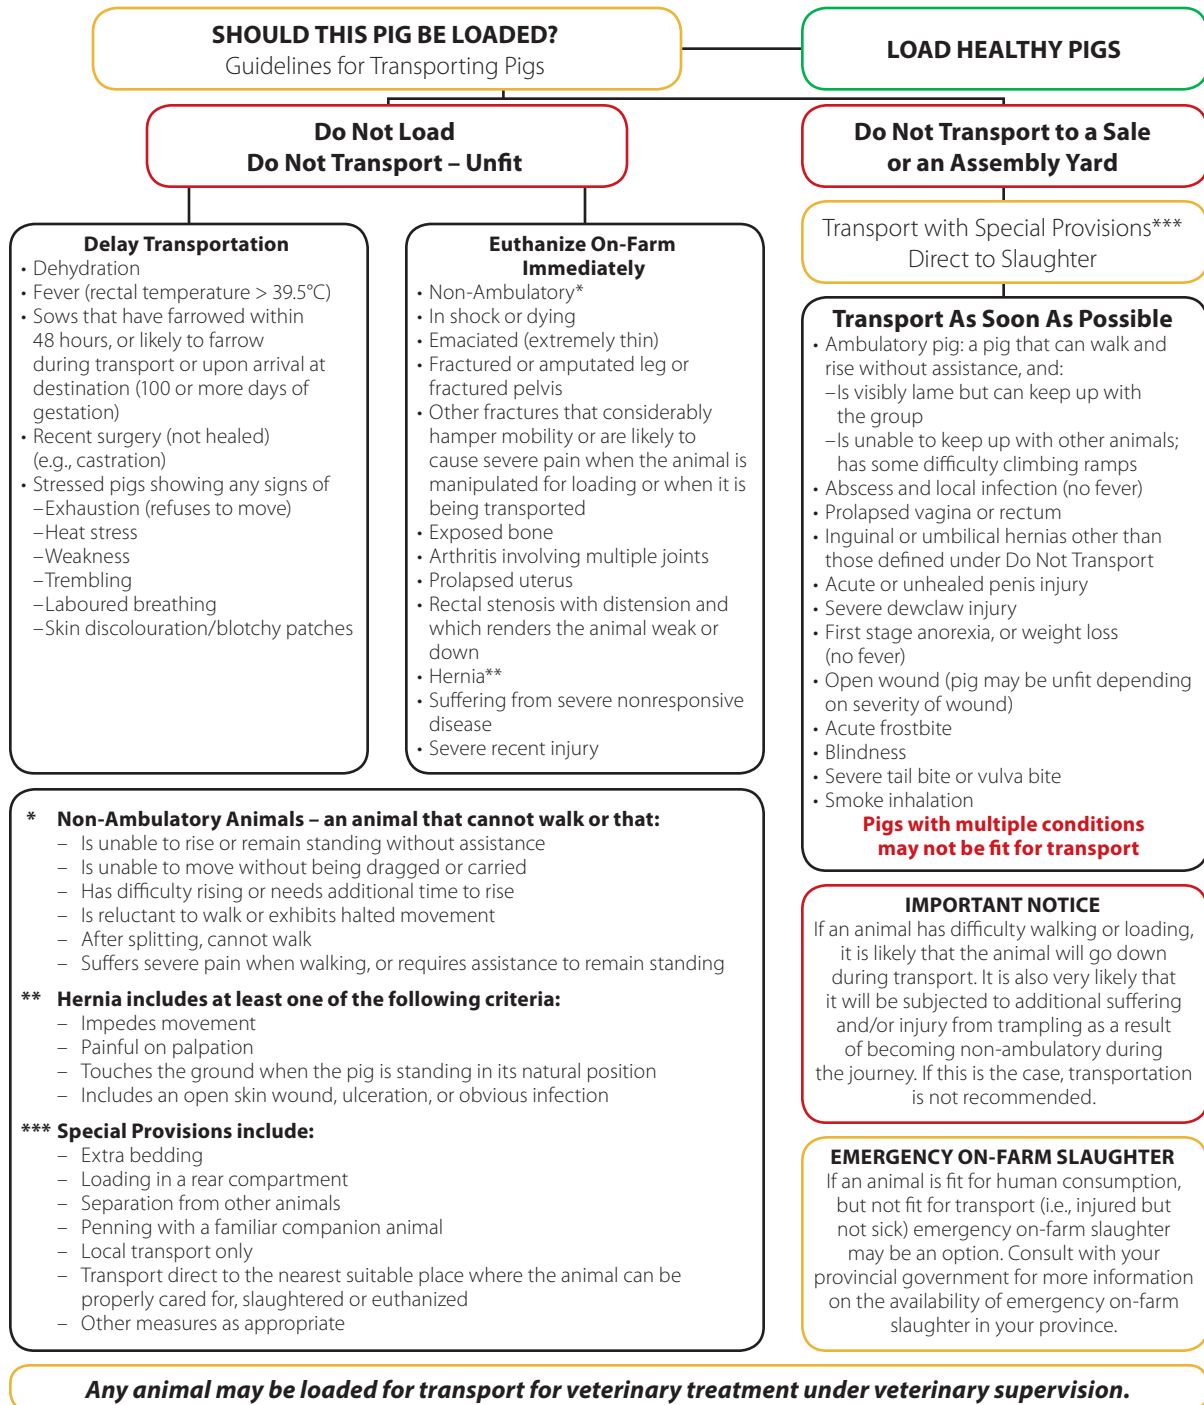 SHOULD THIS PIG BE LOADED?
Guidelines for Transporting Pigs
LOAD HEALTHY PIGS
Do Not Load
Do Not Transport – Unfit
Delay Transportation
• Dehydration
• Fever (rectal temperature > 39.5°C)
• Sows that have farrowed within
48 hours, or likely to farrow
during transport or upon arrival at
destination (100 or more days of
gestation)
• Recent surgery (not healed)
(e.g., castration)
• Stressed pigs showing any signs of
–Exhaustion (refuses to move)
–Heat stress
–Weakness
–Trembling
–Laboured breathing
–Skin discolouration/blotchy patches
Euthanize On-Farm
Immediately
• Non-Ambulatory*
• In shock or dying
• Emaciated (extremely thin)
• Fractured or amputated leg or
fractured pelvis
• Other fractures that considerably
hamper mobility or are likely to
cause severe pain when the animal is
manipulated for loading or when it is
being transported
• Exposed bone
• Arthritis involving multiple joints
• Prolapsed uterus
• Rectal stenosis with distension and
which renders the animal weak or
down
• Hernia**
• Suffering from severe nonresponsive
disease
• Severe recent injury
Do Not Transport to a Sale
or an Assembly Yard
Transport with Special Provisions***
Direct to Slaughter
Transport As Soon As Possible
• Ambulatory pig: a pig that can walk and
rise without assistance, and:
–Is visibly lame but can keep up with
the group
–Is unable to keep up with other animals;
has some difficulty climbing ramps
• Abscess and local infection (no fever)
• Prolapsed vagina or rectum
• Inguinal or umbilical hernias other than
those defined under Do Not Transport
• Acute or unhealed penis injury
• Severe dewclaw injury
• First stage anorexia, or weight loss
(no fever)
• Open wound (pig may be unfit depending
on severity of wound)
• Acute frostbite
• Blindness
• Severe tail bite or vulva bite
• Smoke inhalation
Pigs with multiple conditions
may not be fit for transport
* Non-Ambulatory Animals – an animal that cannot walk or that:
– Is unable to rise or remain standing without assistance
– Is unable to move without being dragged or carried
– Has difficulty rising or needs additional time to rise
– Is reluctant to walk or exhibits halted movement
– After splitting, cannot walk
– Suffers severe pain when walking, or requires assistance to remain standing
** Hernia includes at least one of the following criteria:
– Impedes movement
– Painful on palpation
– Touches the ground when the pig is standing in its natural position
– Includes an open skin wound, ulceration, or obvious infection
*** Special Provisions include:
– Extra bedding
– Loading in a rear compartment
– Separation from other animals
– Penning with a familiar companion animal
– Local transport only
– Transport direct to the nearest suitable place where the animal can be
properly cared for, slaughtered or euthanized
– Other measures as appropriate
IMPORTANT NOTICE
If an animal has difficulty walking or loading,
it is likely that the animal will go down
during transport. It is also very likely that
it will be subjected to additional suffering
and/or injury from trampling as a result
of becoming non-ambulatory during
the journey. If this is the case, transportation
is not recommended.
EMERGENCY ON-FARM SLAUGHTER
If an animal is fit for human consumption,
but not fit for transport (i.e., injured but
not sick) emergency on-farm slaughter
may be an option. Consult with your
provincial government for more information
on the availability of emergency on-farm
slaughter in your province.
Any animal may be loaded for transport for veterinary treatment under veterinary supervision.